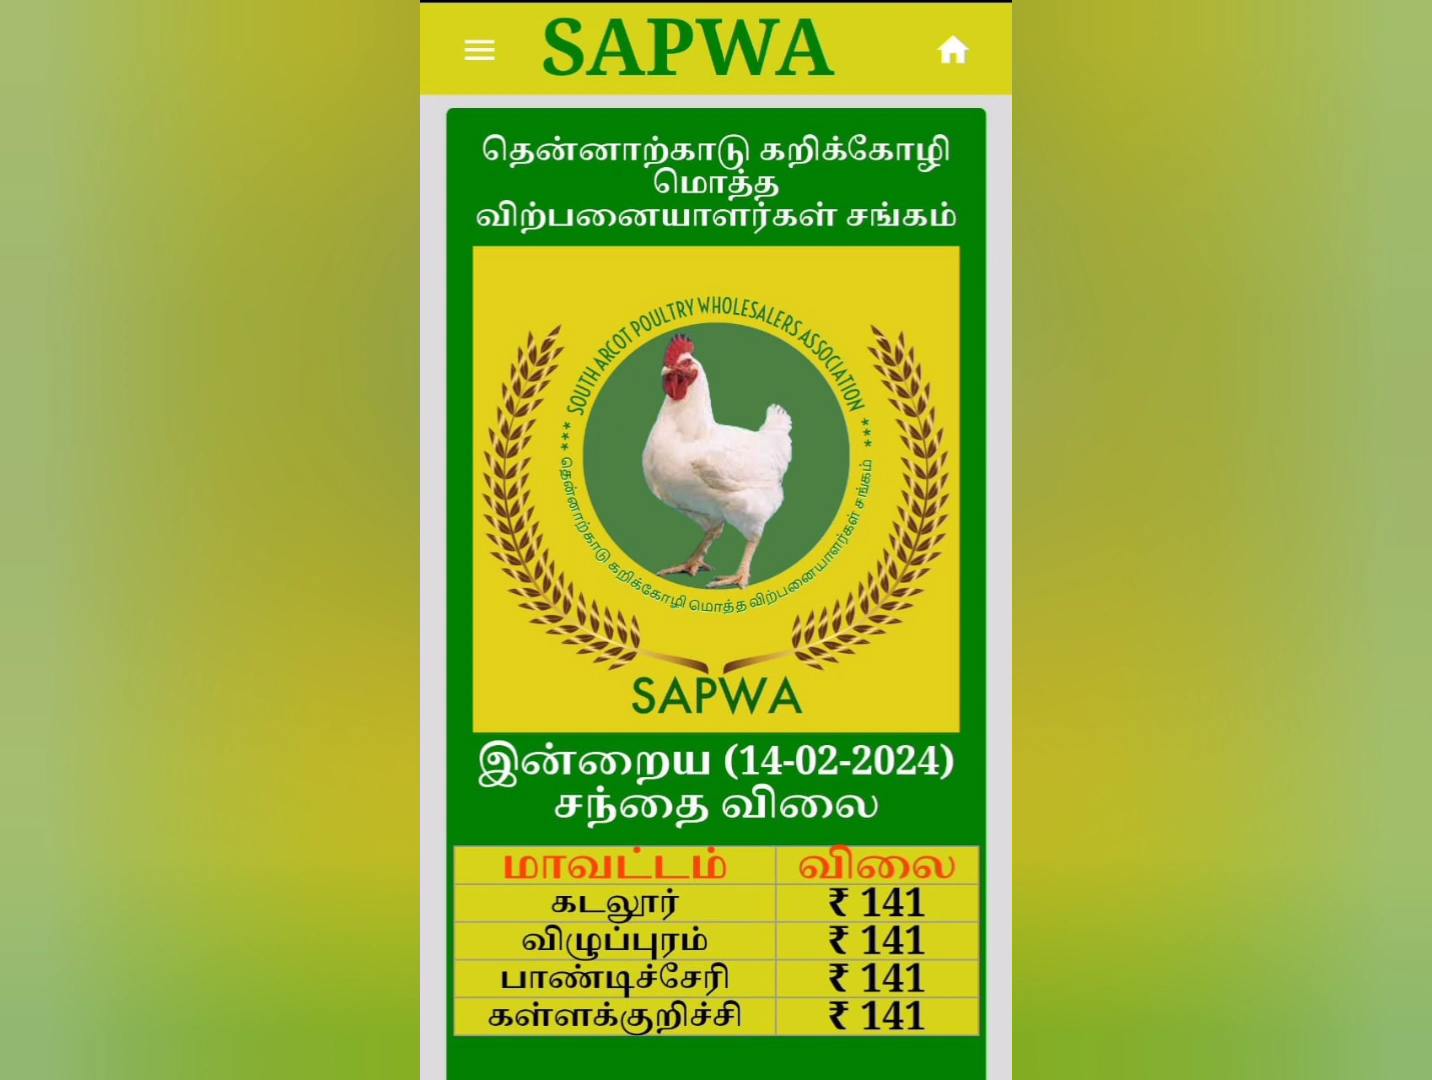 SAPWA
தென்னாற்காடு கறிக்கோழி
மொத்த
விற்பனையாளர்கள் சங்கம்
SOUTH ARCOT POULTRY WHOLESALERS ASSOCIATION
*** தென்னாற்காடு கறிக்கோழி மொத்த விற்பனையாளர்கள் சங்கம் ***
SAPWA
இன்றைய (14-02-2024)
சந்தை விலை
மாவட்டம் விலை
கடலூர் ₹ 141
விழுப்புரம் ₹ 141
பாண்டிச்சேரி ₹ 141
கள்ளக்குறிச்சி ₹ 141